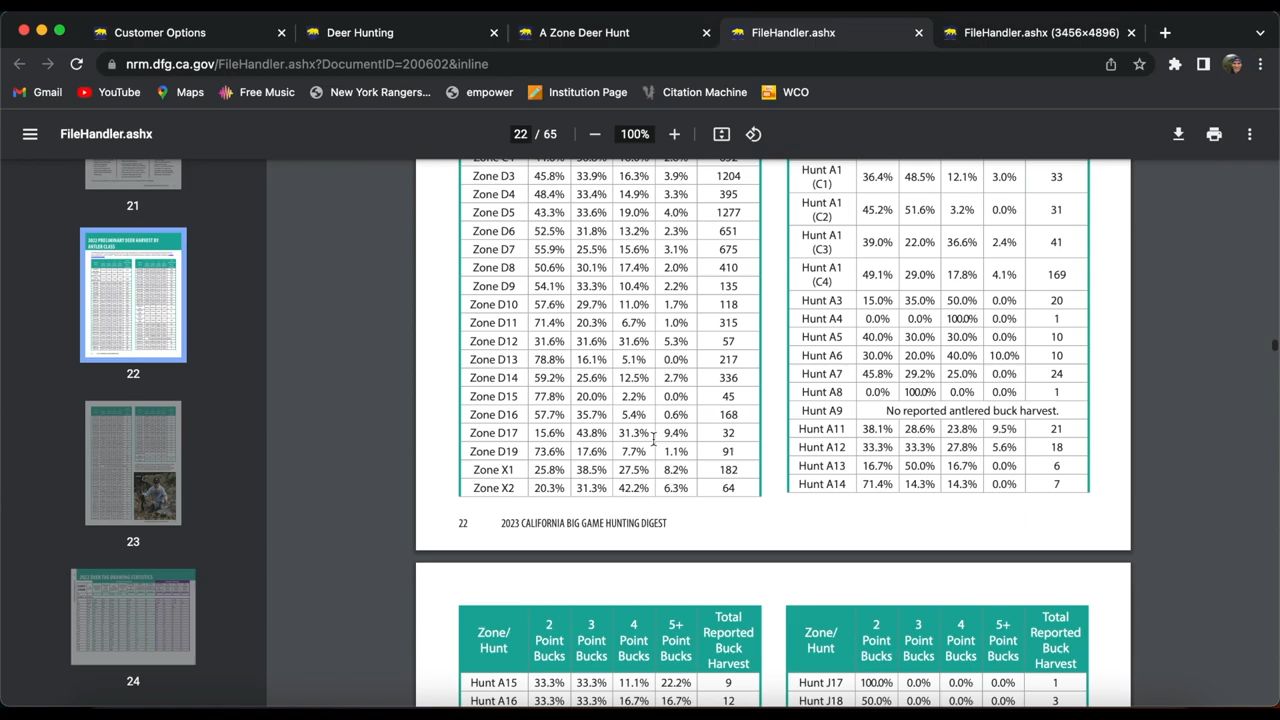 Customer Options
Deer Hunting
A Zone Deer Hunt
FileHandler.ashx
FileHandler.ashx (3456×4896)
nrm.dfg.ca.gov/FileHandler.ashx?DocumentID=200602&inline
Gmail
YouTube
Maps
Free Music
New York Rangers...
empower
Institution Page
Citation Machine
WCO
FileHandler.ashx
22 / 65
100%
21
22
23
24
Zone D3 45.8% 33.9% 16.3% 3.9% 1204
Zone D4 48.4% 33.4% 14.9% 3.3% 395
Zone D5 43.3% 33.6% 19.0% 4.0% 1277
Zone D6 52.5% 31.8% 13.2% 2.3% 651
Zone D7 55.9% 25.5% 15.6% 3.1% 675
Zone D8 50.6% 30.1% 17.4% 2.0% 410
Zone D9 54.1% 33.3% 10.4% 2.2% 135
Zone D10 57.6% 29.7% 11.0% 1.7% 118
Zone D11 71.4% 20.3% 6.7% 1.0% 315
Zone D12 31.6% 31.6% 31.6% 5.3% 57
Zone D13 78.8% 16.1% 5.1% 0.0% 217
Zone D14 59.2% 25.6% 12.5% 2.7% 336
Zone D15 77.8% 20.0% 2.2% 0.0% 45
Zone D16 57.7% 35.7% 5.4% 0.6% 168
Zone D17 15.6% 43.8% 31.3% 9.4% 32
Zone D19 73.6% 17.6% 7.7% 1.1% 91
Zone X1 25.8% 38.5% 27.5% 8.2% 182
Zone X2 20.3% 31.3% 42.2% 6.3% 64
Hunt A1
(C1) 36.4% 48.5% 12.1% 3.0% 33
Hunt A1
(C2) 45.2% 51.6% 3.2% 0.0% 31
Hunt A1
(C3) 39.0% 22.0% 36.6% 2.4% 41
Hunt A1
(C4) 49.1% 29.0% 17.8% 4.1% 169
Hunt A3 15.0% 35.0% 50.0% 0.0% 20
Hunt A4 0.0% 0.0% 100.0% 0.0% 1
Hunt A5 40.0% 30.0% 30.0% 0.0% 10
Hunt A6 30.0% 20.0% 40.0% 10.0% 10
Hunt A7 45.8% 29.2% 25.0% 0.0% 24
Hunt A8 0.0% 100.0% 0.0% 0.0% 1
Hunt A9 No reported antlered buck harvest.
Hunt A11 38.1% 28.6% 23.8% 9.5% 21
Hunt A12 33.3% 33.3% 27.8% 5.6% 18
Hunt A13 16.7% 50.0% 16.7% 0.0% 6
Hunt A14 71.4% 14.3% 14.3% 0.0% 7
22 2023 CALIFORNIA BIG GAME HUNTING DIGEST
Zone/
Hunt
2
Point
Bucks
3
Point
Bucks
4
Point
Bucks
5+
Point
Bucks
Total
Reported
Buck
Harvest
Hunt A15 33.3% 33.3% 11.1% 22.2% 9
Hunt A16 33.3% 33.3% 16.7% 16.7% 12
Zone/
Hunt
2
Point
Bucks
3
Point
Bucks
4
Point
Bucks
5+
Point
Bucks
Total
Reported
Buck
Harvest
Hunt J17 100.0% 0.0% 0.0% 0.0% 1
Hunt J18 50.0% 0.0% 0.0% 0.0% 3